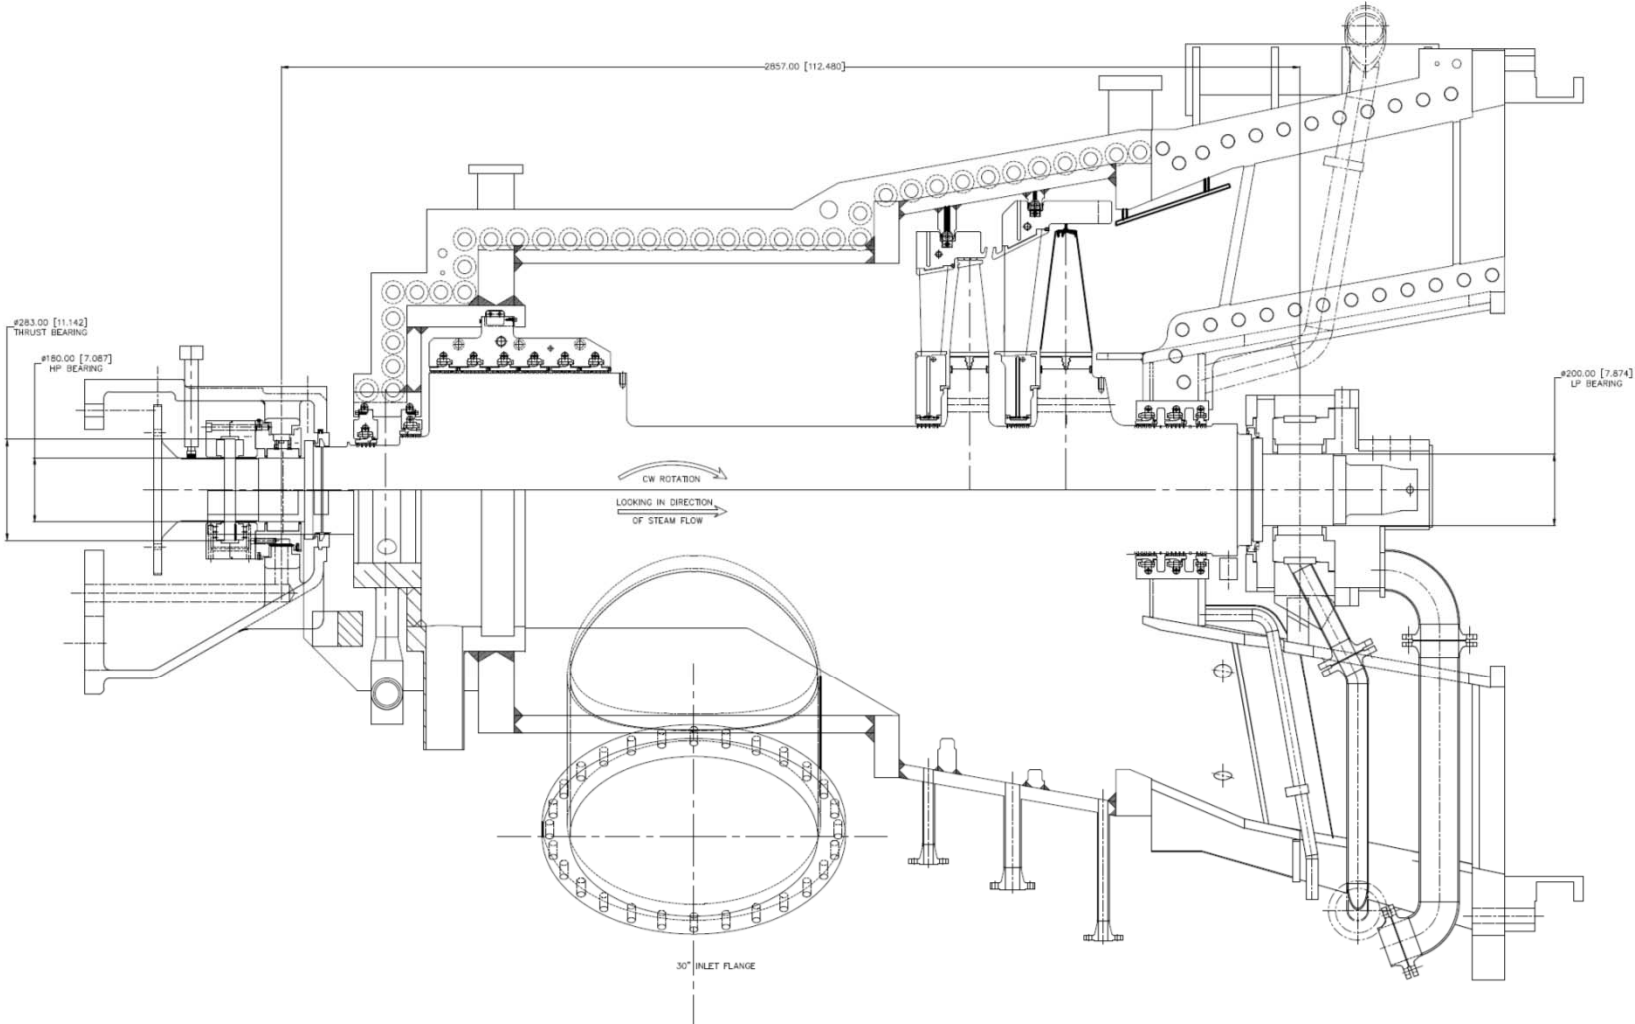 2857.00 [112.480]
ø283.00 [11.142]
THRUST BEARING
ø180.00 [7.087]
HP BEARING
ø200.00 [7.874]
LP BEARING
CW ROTATION
LOOKING IN DIRECTION
OF STEAM FLOW
30" INLET FLANGE